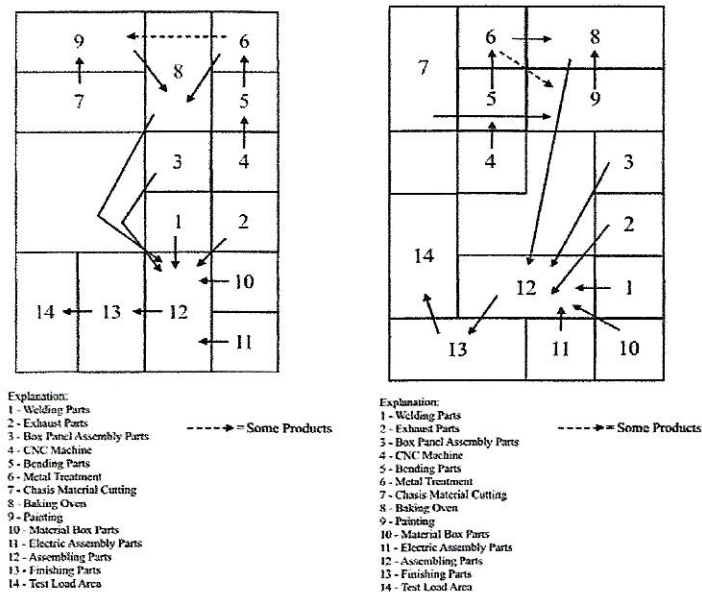 9
8
6
7
5
3
4
1
2
10
14
13
12
11
Explanation:
1 - Welding Parts
2 - Exhaust Parts
3 - Box Panel Assembly Parts
4 - CNC Machine
5 - Bending Parts
6 - Metal Treatment
7 - Chasis Material Cutting
8 - Baking Oven
9 - Painting
10 - Material Box Parts
11 - Electric Assembly Parts
12 - Assembling Parts
13 - Finishing Parts
14 - Test Load Area
= Some Products
6
8
7
5
9
4
3
2
14
12
1
13
11
10
Explanation:
1 - Welding Parts
2 - Exhaust Parts
3 - Box Panel Assembly Parts
4 - CNC Machine
5 - Bending Parts
6 - Metal Treatment
7 - Chasis Material Cutting
8 - Baking Oven
9 - Painting
10 - Material Box Parts
11 - Electric Assembly Parts
12 - Assembling Parts
13 - Finishing Parts
14 - Test Load Area
= Some Products